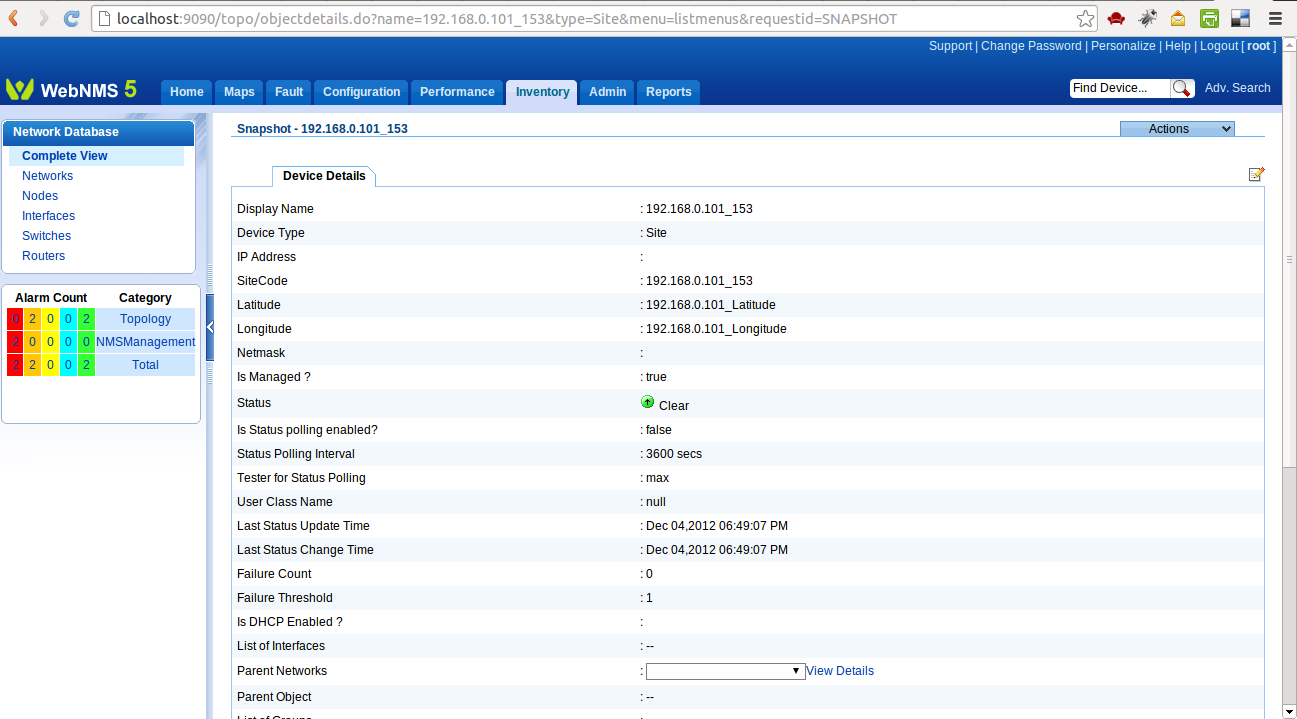 localhost:9090/topo/objectdetails.do?name=192.168.0.101_153&type=Site&menu=listmenus&requestid=SNAPSHOT
Support | Change Password | Personalize | Help | Logout [ root ]
WebNMS 5
Home Maps Fault Configuration Performance Inventory Admin Reports
Find Device... Adv. Search
Network Database
Complete View
Networks
Nodes
Interfaces
Switches
Routers
Alarm Count Category
0 2 0 0 2 Topology
2 0 0 0 0 NMSManagement
2 2 0 0 2 Total
Snapshot - 192.168.0.101_153 Actions
Device Details
Display Name : 192.168.0.101_153
Device Type : Site
IP Address :
SiteCode : 192.168.0.101_153
Latitude : 192.168.0.101_Latitude
Longitude : 192.168.0.101_Longitude
Netmask :
Is Managed ? : true
Status Clear
Is Status polling enabled? : false
Status Polling Interval : 3600 secs
Tester for Status Polling : max
User Class Name : null
Last Status Update Time : Dec 04,2012 06:49:07 PM
Last Status Change Time : Dec 04,2012 06:49:07 PM
Failure Count : 0
Failure Threshold : 1
Is DHCP Enabled ? :
List of Interfaces : --
Parent Networks : View Details
Parent Object : --